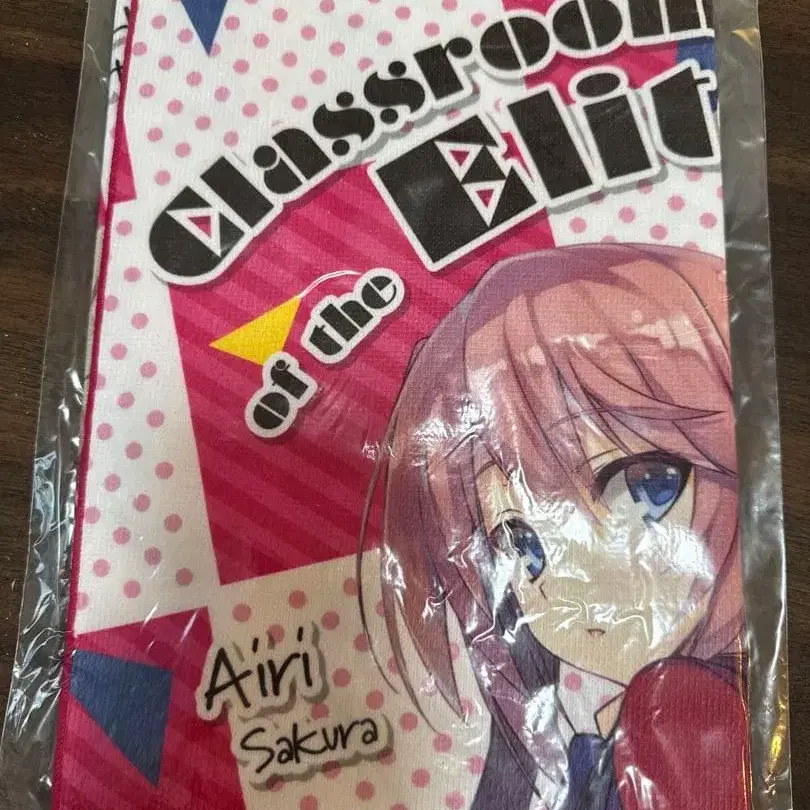 Classroom
of the
Elit
Airi
Sakura